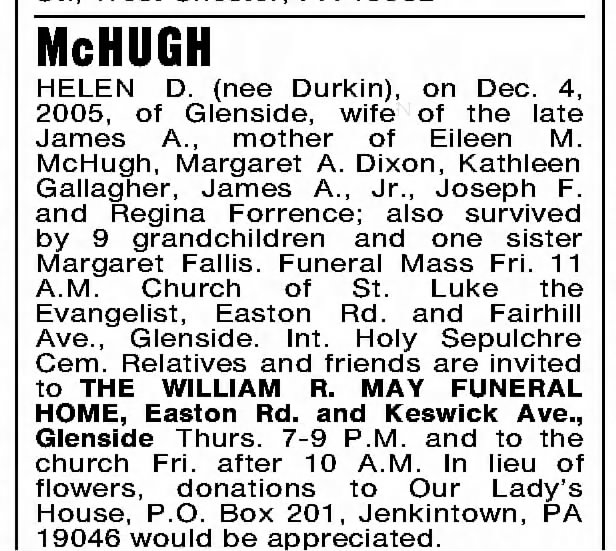 McHUGH
HELEN D. (nee Durkin), on Dec. 4,
2005, of Glenside, wife of the late
James A., mother of Eileen M.
McHugh, Margaret A. Dixon, Kathleen
Gallagher, James A., Jr., Joseph F.
and Regina Forrence; also survived
by 9 grandchildren and one sister
Margaret Fallis. Funeral Mass Fri. 11
A.M. Church of St. Luke the
Evangelist, Easton Rd. and Fairhill
Ave., Glenside. Int. Holy Sepulchre
Cem. Relatives and friends are invited
to THE WILLIAM R. MAY FUNERAL
HOME, Easton Rd. and Keswick Ave.,
Glenside Thurs. 7-9 P.M. and to the
church Fri. after 10 A.M. In lieu of
flowers, donations to Our Lady's
House, P.O. Box 201, Jenkintown, PA
19046 would be appreciated.